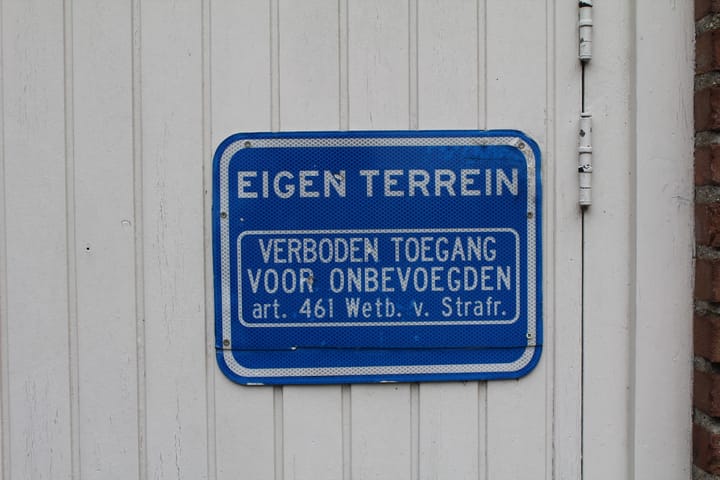 EIGEN TERREIN
VERBODEN TOEGANG
VOOR ONBEVOEGDEN
art. 461 Wetb. v. Strafr.